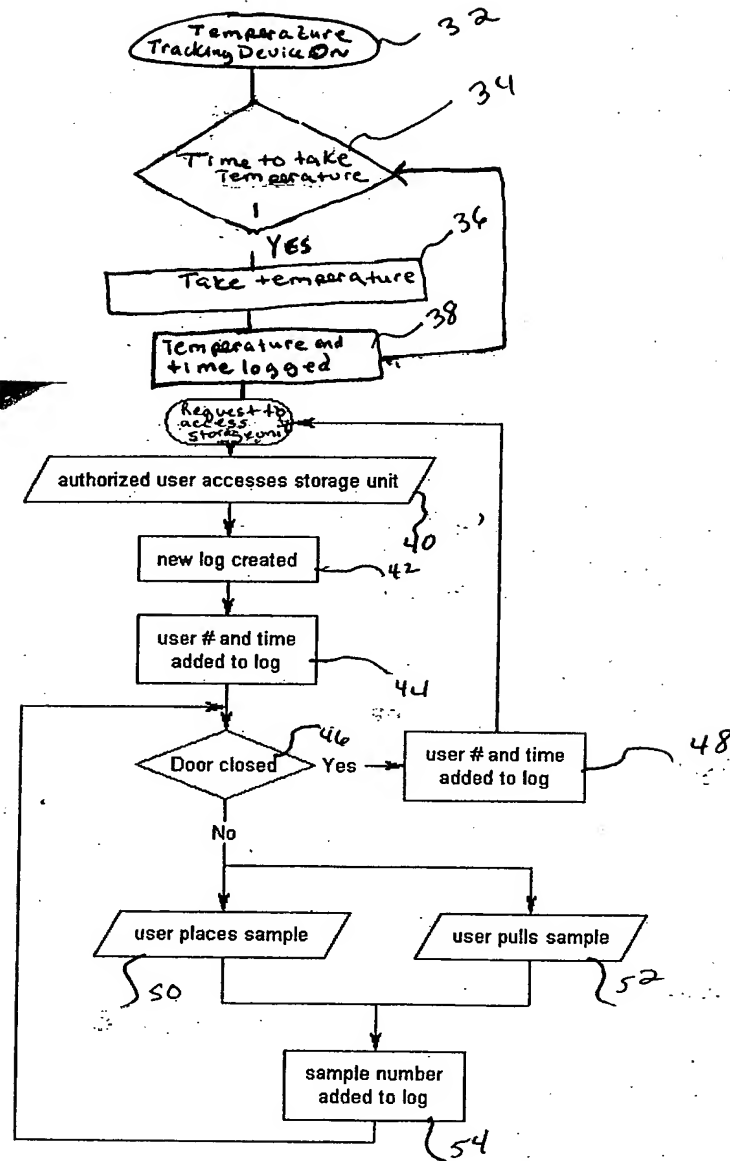 Temperature
Tracking Device On
32
34
Time to take
Temperature
YES
36
Take temperature
38
Temperature and
time logged
Request to
access
storage unit
authorized user accesses storage unit
40
new log created
42
user # and time
added to log
44
46
Door closed
Yes
user # and time
added to log
48
No
user places sample
user pulls sample
50
52
sample number
added to log
54